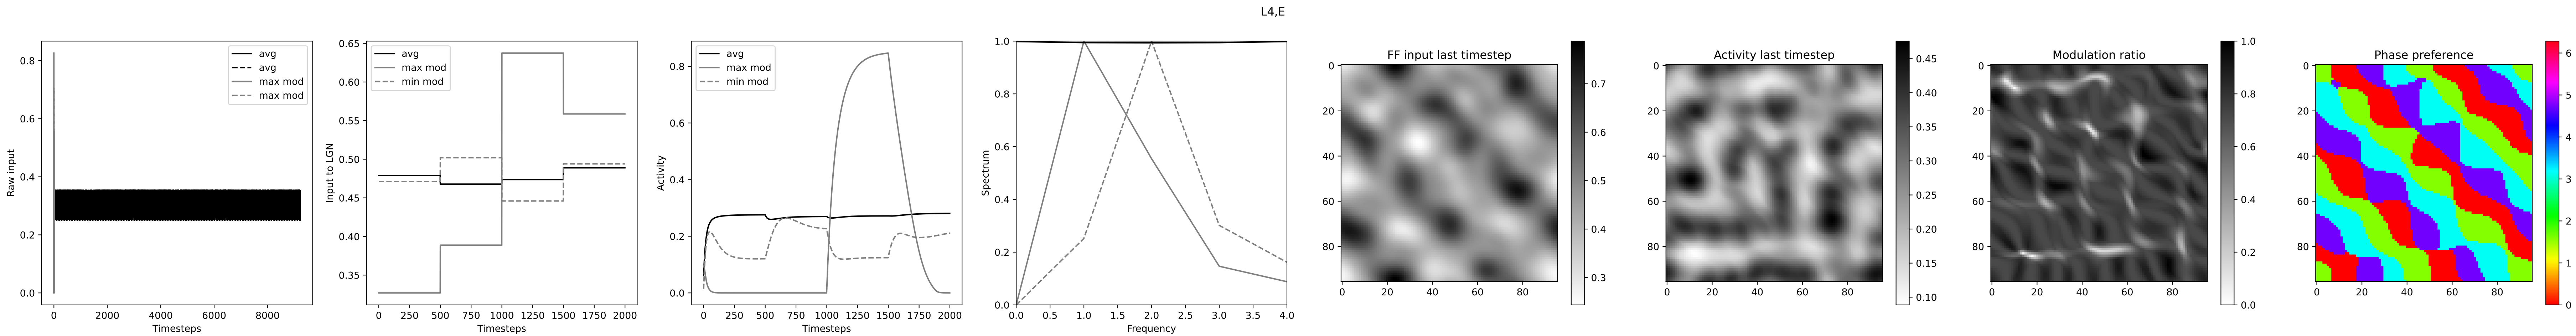 L4,E
Raw input
0.8
0.6
0.4
0.2
0.0
avg
avg
max mod
max mod
0 2000 4000 6000 8000
Timesteps
Input to LGN
0.65
0.60
0.55
0.50
0.45
0.40
0.35
avg
max mod
min mod
0 250 500 750 1000 1250 1500 1750 2000
Timesteps
Activity
0.8
0.6
0.4
0.2
0.0
avg
max mod
min mod
0 250 500 750 1000 1250 1500 1750 2000
Timesteps
Spectrum
1.0
0.8
0.6
0.4
0.2
0.0
0.0 0.5 1.0 1.5 2.0 2.5 3.0 3.5 4.0
Frequency
FF input last timestep
0
20
40
60
80
0 20 40 60 80
0.7
0.6
0.5
0.4
0.3
Activity last timestep
0
20
40
60
80
0 20 40 60 80
0.45
0.40
0.35
0.30
0.25
0.20
0.15
0.10
Modulation ratio
0
20
40
60
80
0 20 40 60 80
1.0
0.8
0.6
0.4
0.2
0.0
Phase preference
0
20
40
60
80
0 20 40 60 80
6
5
4
3
2
1
0